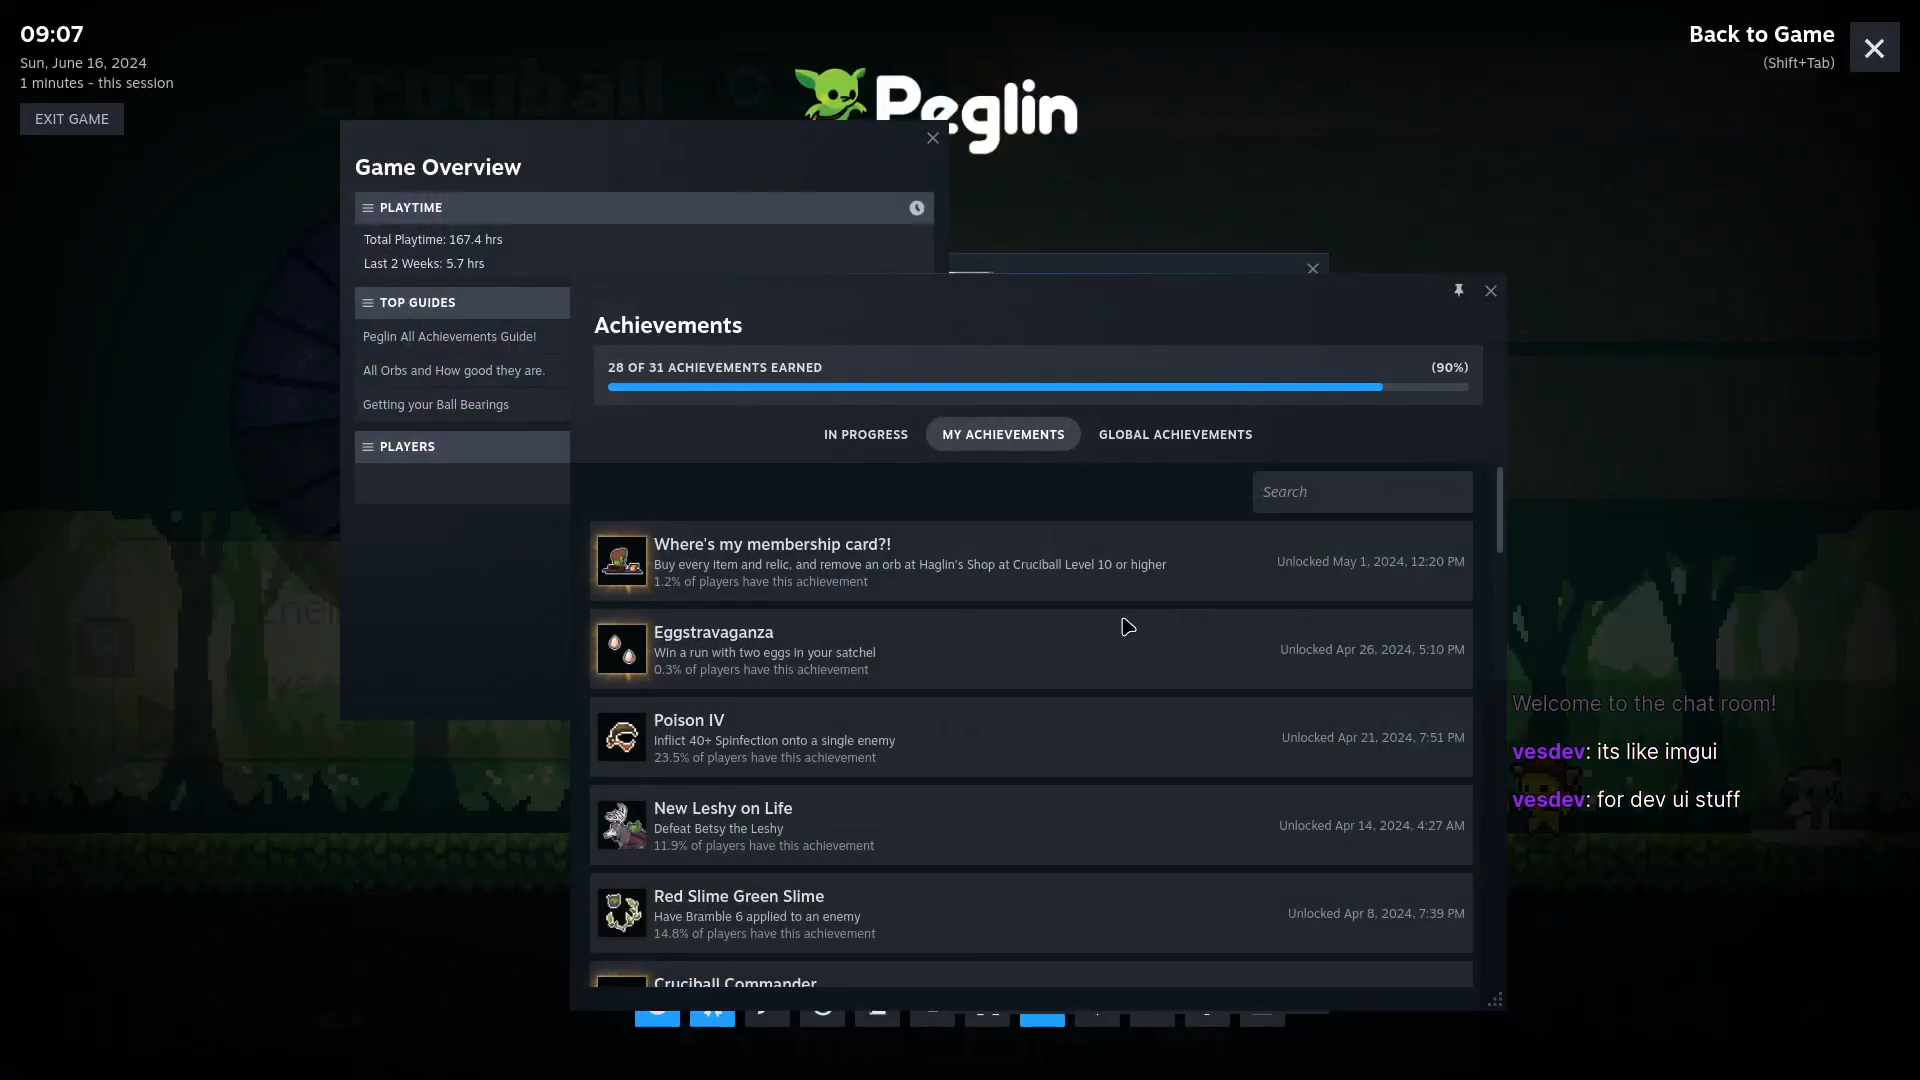 09:07
Sun, June 16, 2024
1 minutes - this session
EXIT GAME
Cruciball
Peglin
Back to Game
(Shift+Tab)
Game Overview
PLAYTIME
Total Playtime: 167.4 hrs
Last 2 Weeks: 5.7 hrs
TOP GUIDES
Peglin All Achievements Guide!
All Orbs and How good they are.
Getting your Ball Bearings
PLAYERS
Achievements
28 OF 31 ACHIEVEMENTS EARNED
(90%)
IN PROGRESS
MY ACHIEVEMENTS
GLOBAL ACHIEVEMENTS
Search
Where's my membership card?!
Buy every item and relic, and remove an orb at Haglin's Shop at Cruciball Level 10 or higher
1.2% of players have this achievement
Unlocked May 1, 2024, 12:20 PM
Eggstravaganza
Win a run with two eggs in your satchel
0.3% of players have this achievement
Unlocked Apr 26, 2024, 5:10 PM
Poison IV
Inflict 40+ Spinfection onto a single enemy
23.5% of players have this achievement
Unlocked Apr 21, 2024, 7:51 PM
New Leshy on Life
Defeat Betsy the Leshy
11.9% of players have this achievement
Unlocked Apr 14, 2024, 4:27 AM
Red Slime Green Slime
Have Bramble 6 applied to an enemy
14.8% of players have this achievement
Unlocked Apr 8, 2024, 7:39 PM
Cruciball Commander
Welcome to the chat room!
vesdev: its like imgui
vesdev: for dev ui stuff